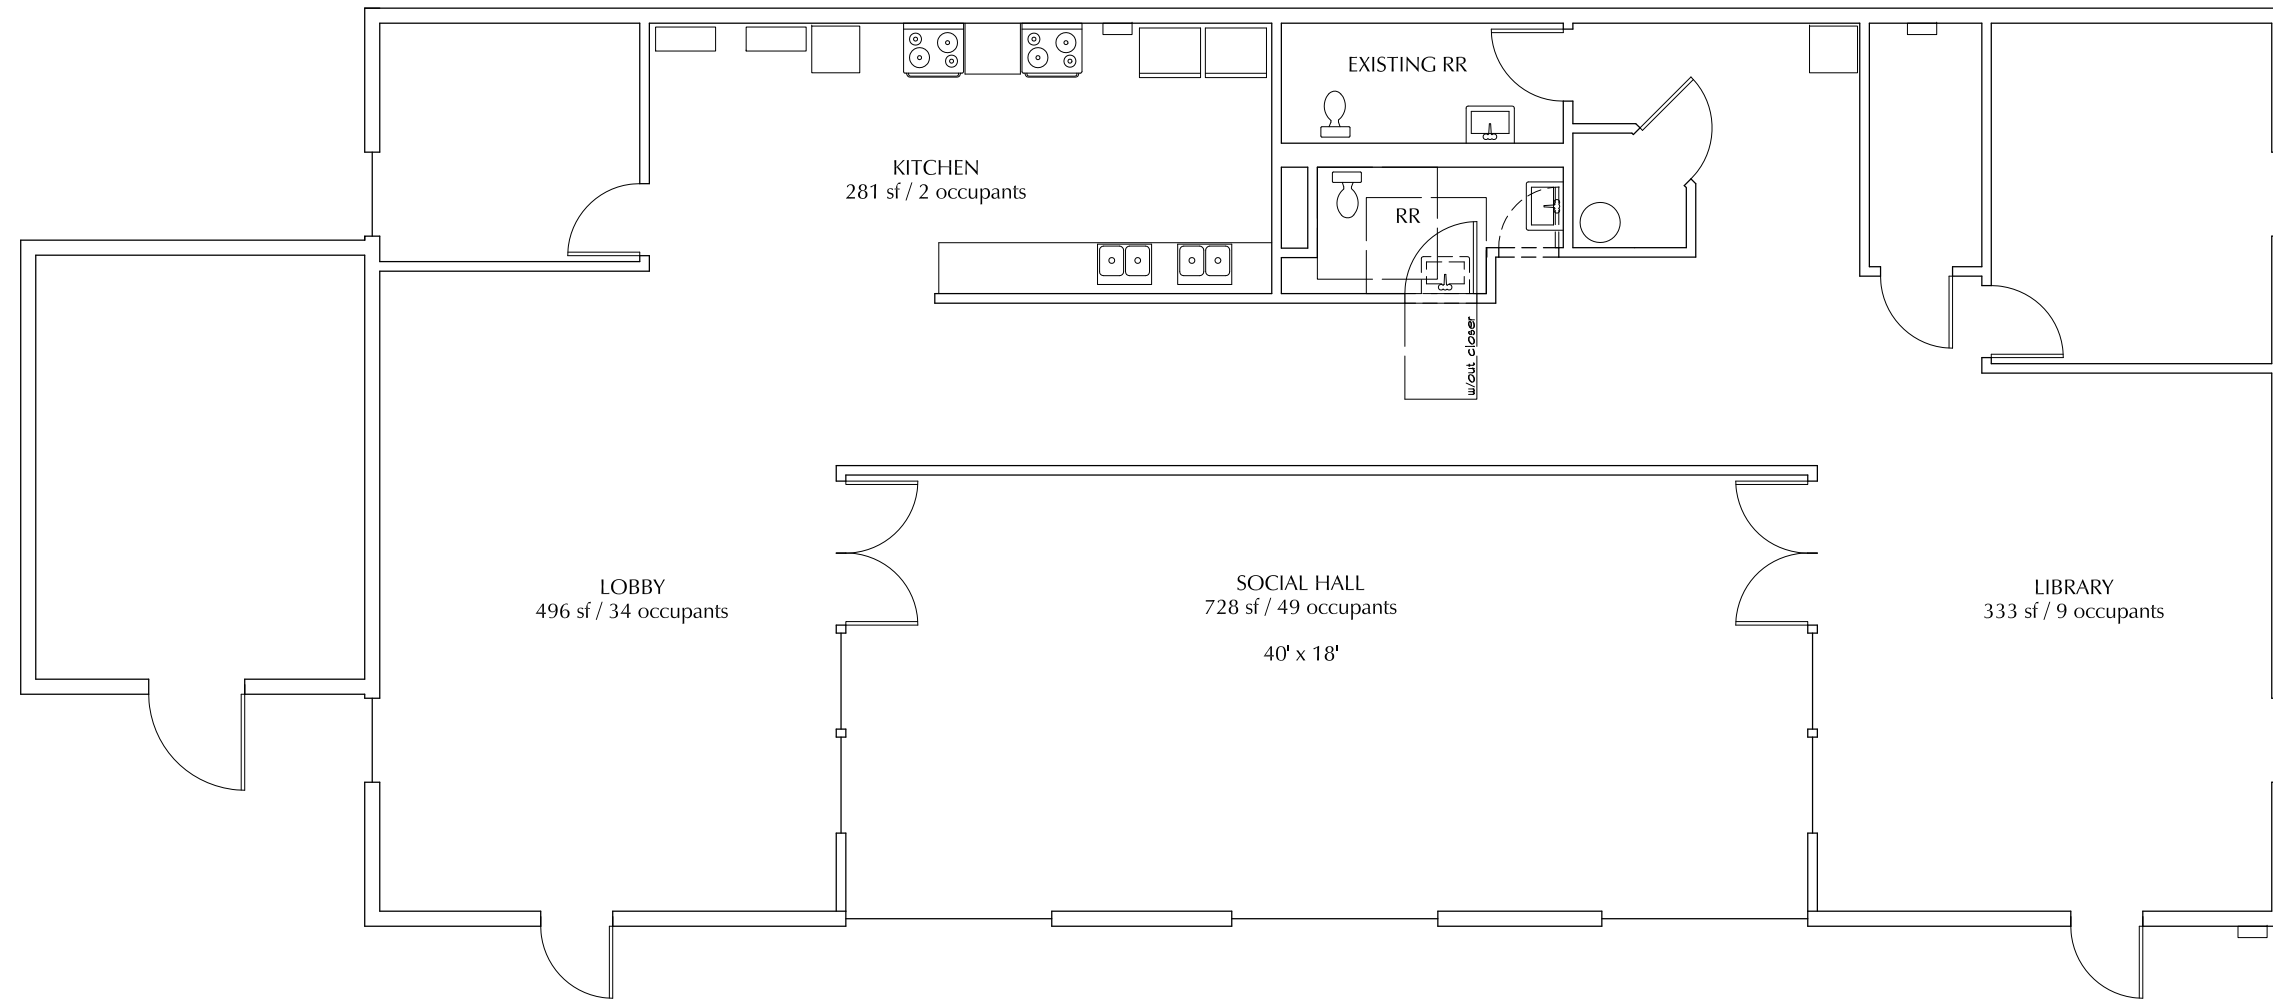 EXISTING RR
KITCHEN
281 sf / 2 occupants
RR
w/out closer
LOBBY
496 sf / 34 occupants
SOCIAL HALL
728 sf / 49 occupants
40' x 18'
LIBRARY
333 sf / 9 occupants